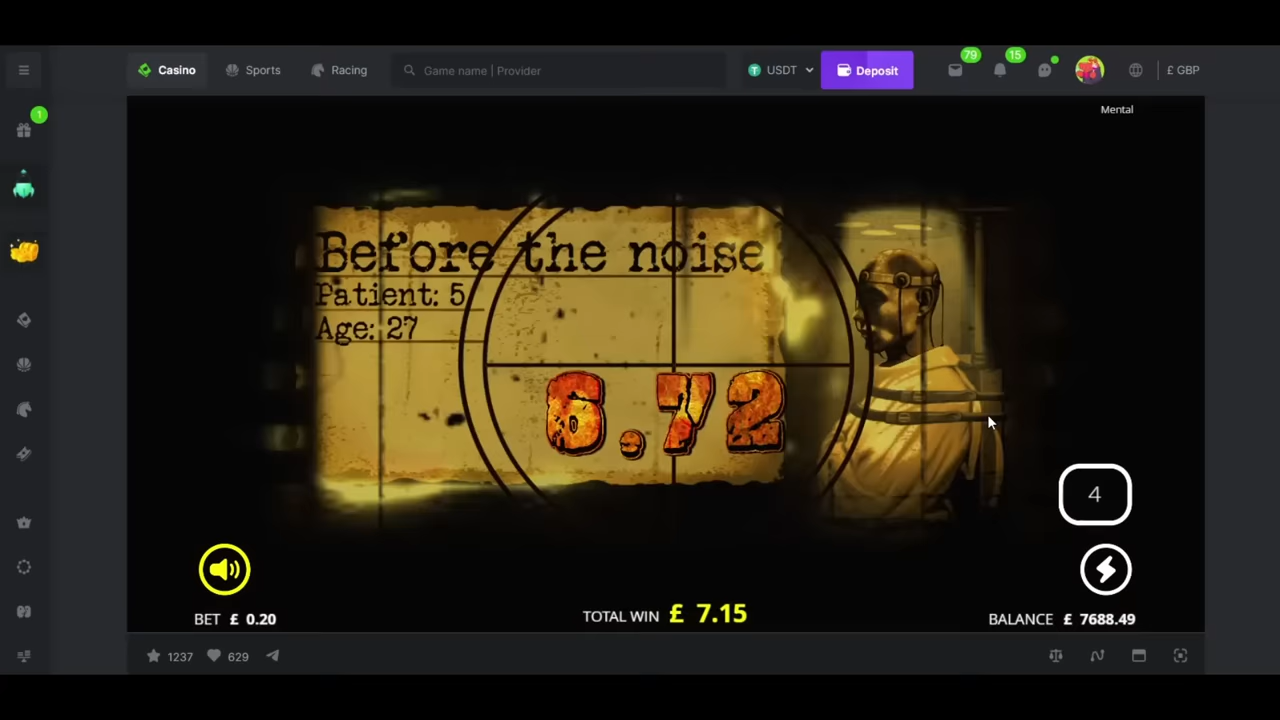 Casino
Sports
Racing
Game name | Provider
USDT
Deposit
79
15
£ GBP
1
Mental
Before the noise
Patient: 5
Age: 27
6.72
4
BET £ 0.20
TOTAL WIN £ 7.15
BALANCE £ 7688.49
1237
629